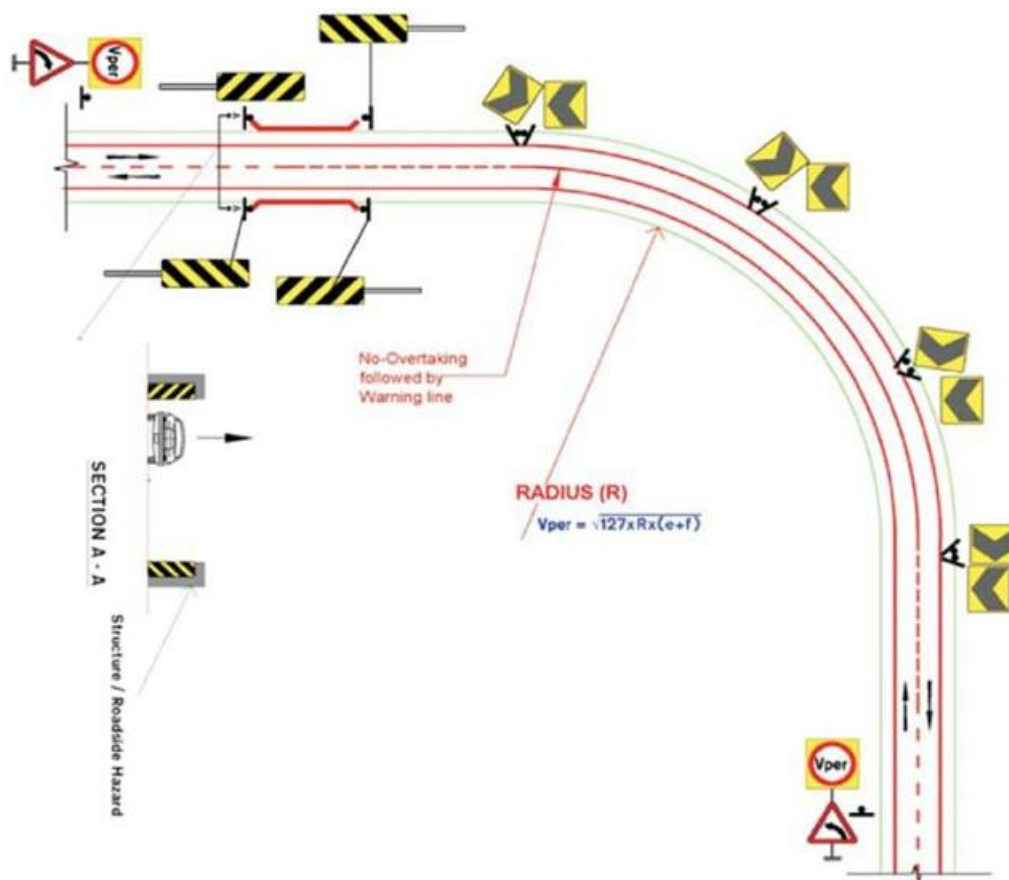 Vper
No-Overtaking
followed by
Warning line
RADIUS (R)
Vper = √127xRx(e+f)
SECTION A - A
Structure / Roadside Hazard
Vper